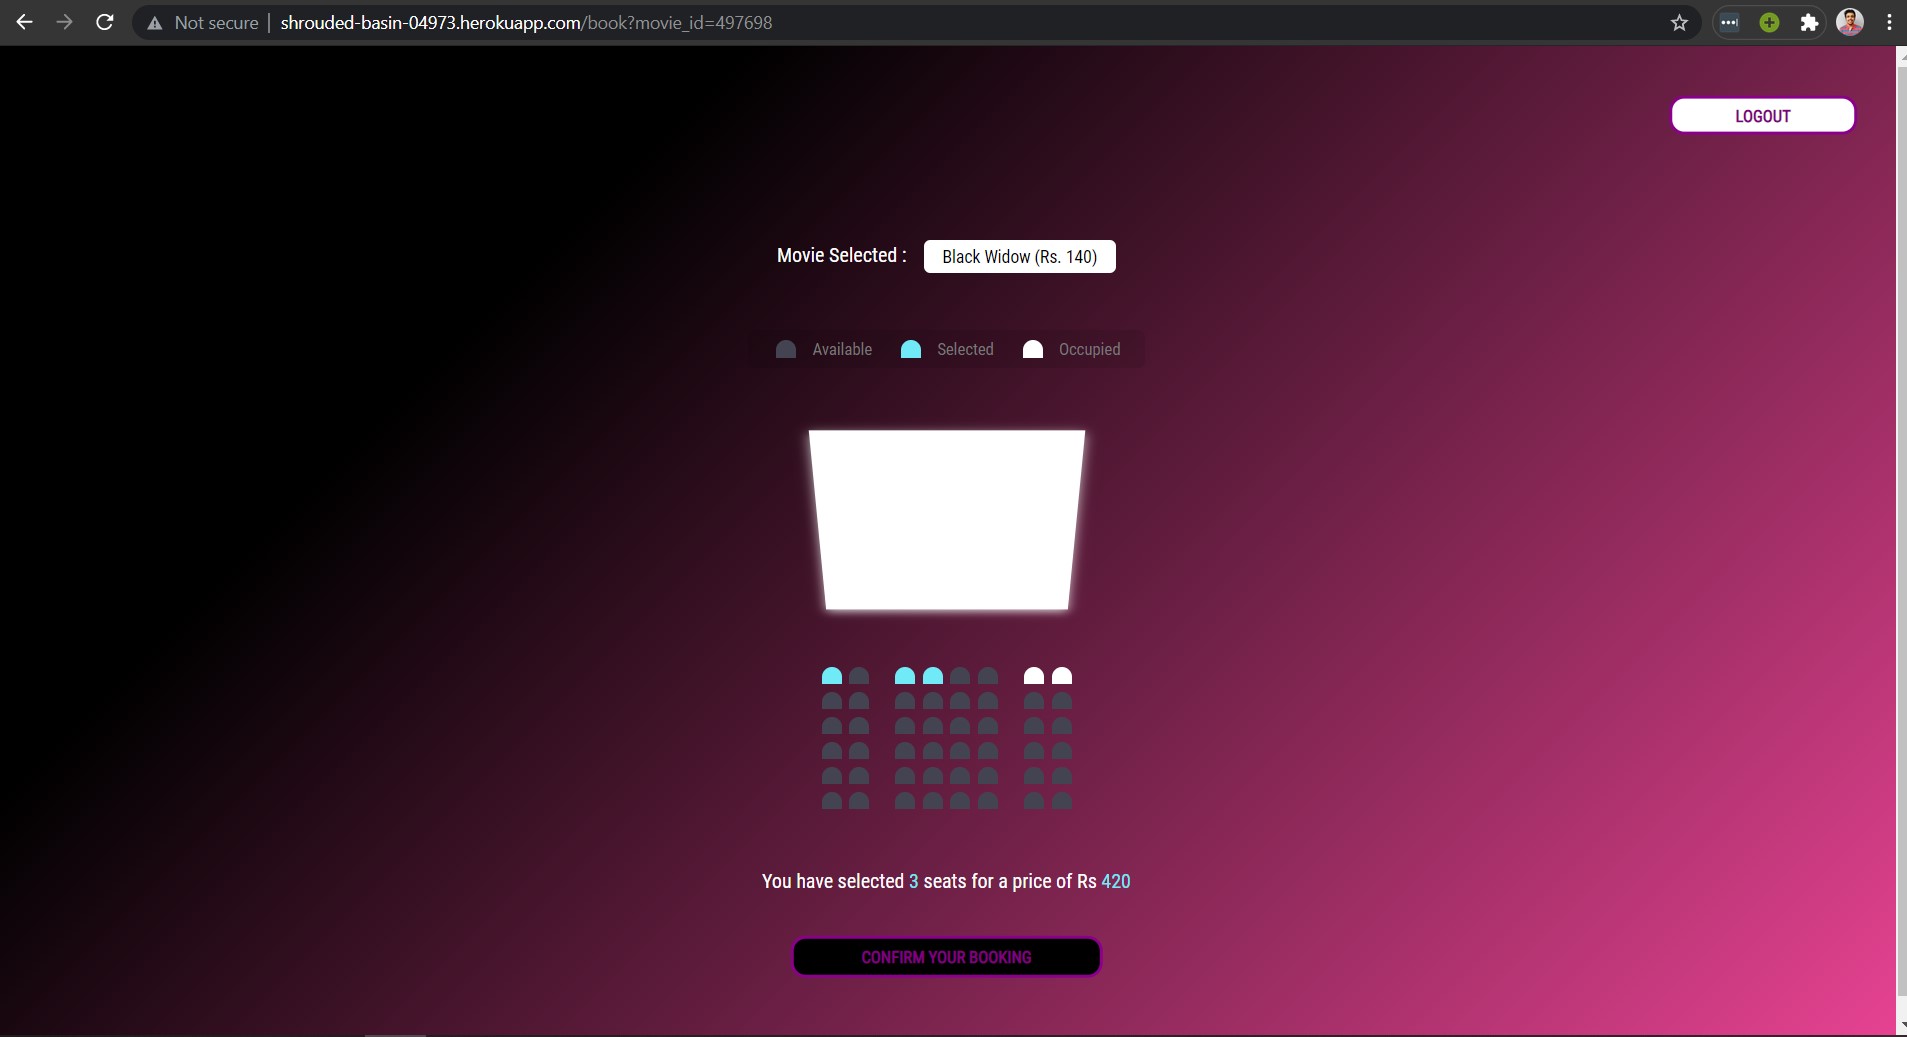 Not secure | shrouded-basin-04973.herokuapp.com/book?movie_id=497698
LOGOUT
Movie Selected : Black Widow (Rs. 140)
Available Selected Occupied
You have selected 3 seats for a price of Rs 420
CONFIRM YOUR BOOKING